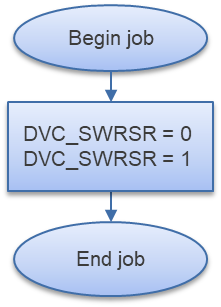 Begin job
DVC_SWRSR = 0
DVC_SWRSR = 1
End job